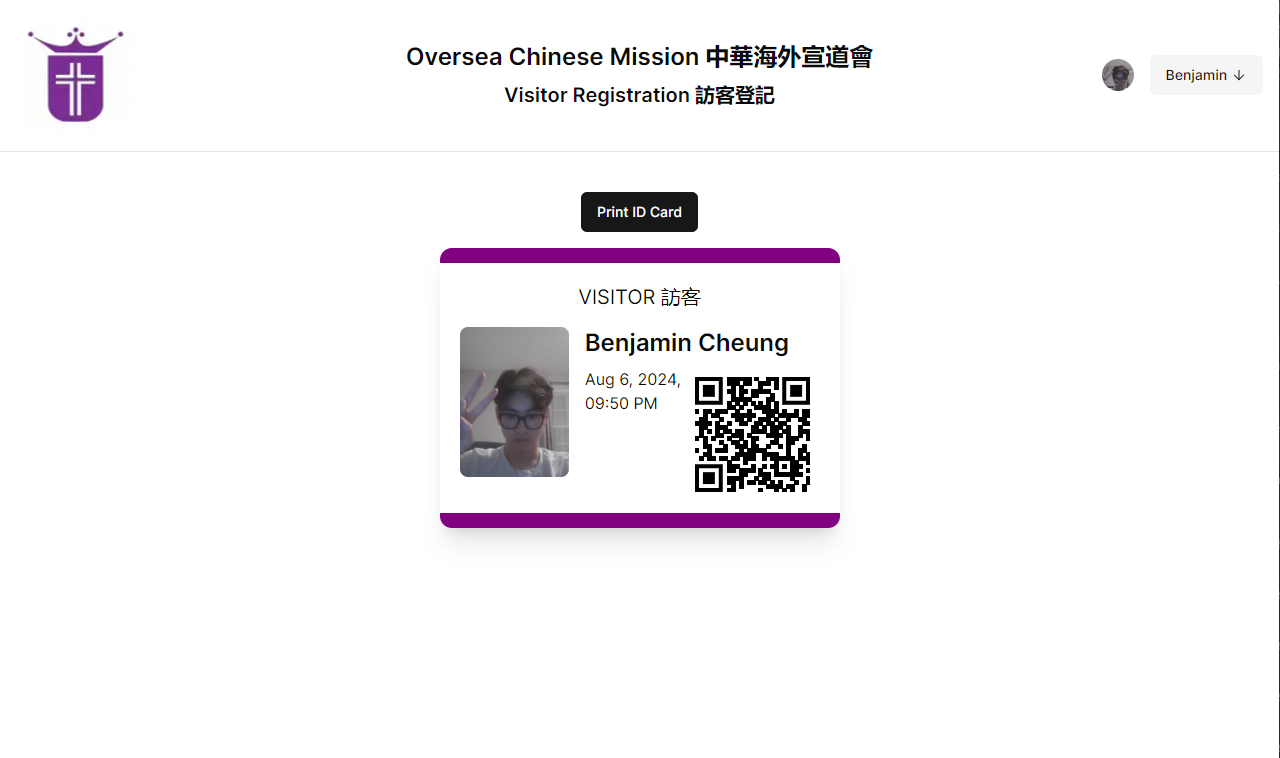 Oversea Chinese Mission 中華海外宣道會
Visitor Registration 訪客登記
Benjamin ↓
Print ID Card
VISITOR 訪客
Benjamin Cheung
Aug 6, 2024,
09:50 PM